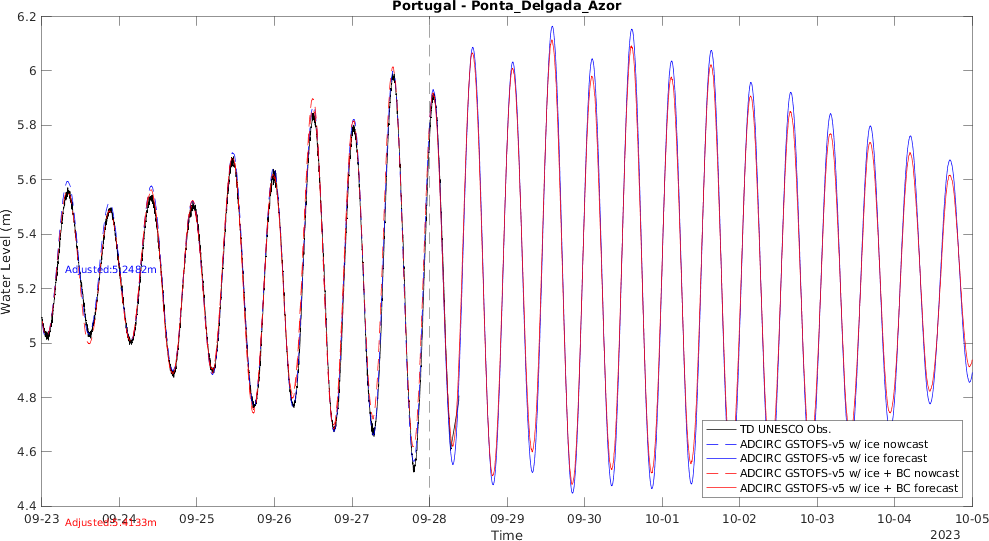 Portugal - Ponta_Delgada_Azor
Water Level (m)
6.2
6
5.8
5.6
5.4
5.2
5
4.8
4.6
4.4
Adjusted:5.2482m
Adjusted:5.4133m
TD UNESCO Obs.
ADCIRC GSTOFS-v5 w/ ice nowcast
ADCIRC GSTOFS-v5 w/ ice forecast
ADCIRC GSTOFS-v5 w/ ice + BC nowcast
ADCIRC GSTOFS-v5 w/ ice + BC forecast
09-23 09-24 09-25 09-26 09-27 09-28 09-29 09-30 10-01 10-02 10-03 10-04 10-05
Time
2023